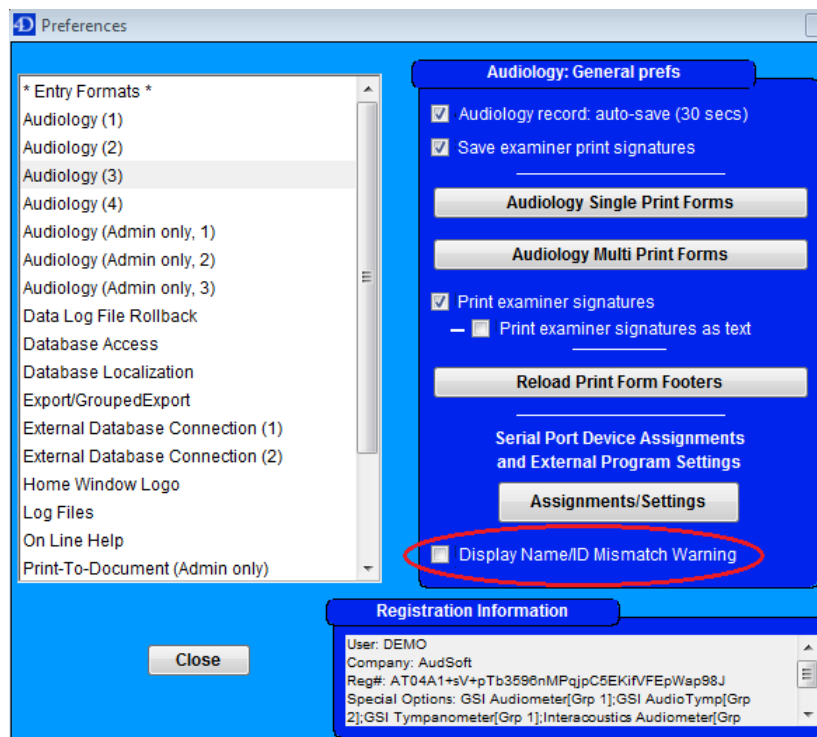 4D Preferences
* Entry Formats *
Audiology (1)
Audiology (2)
Audiology (3)
Audiology (4)
Audiology (Admin only, 1)
Audiology (Admin only, 2)
Audiology (Admin only, 3)
Data Log File Rollback
Database Access
Database Localization
Export/GroupedExport
External Database Connection (1)
External Database Connection (2)
Home Window Logo
Log Files
On Line Help
Print-To-Document (Admin only)
Close
Audiology: General prefs
Audiology record: auto-save (30 secs)
Save examiner print signatures
Audiology Single Print Forms
Audiology Multi Print Forms
Print examiner signatures
Print examiner signatures as text
Reload Print Form Footers
Serial Port Device Assignments
and External Program Settings
Assignments/Settings
Display Name/ID Mismatch Warning
Registration Information
User: DEMO
Company: AudSoft
Reg#: AT04A1+sV+pTb3596nMPqjpC5EKifVFEpWap98J
Special Options: GSI Audiometer[Grp 1];GSI AudioTymp[Grp
2];GSI Tympanometer[Grp 1];Interacoustics Audiometer[Grp